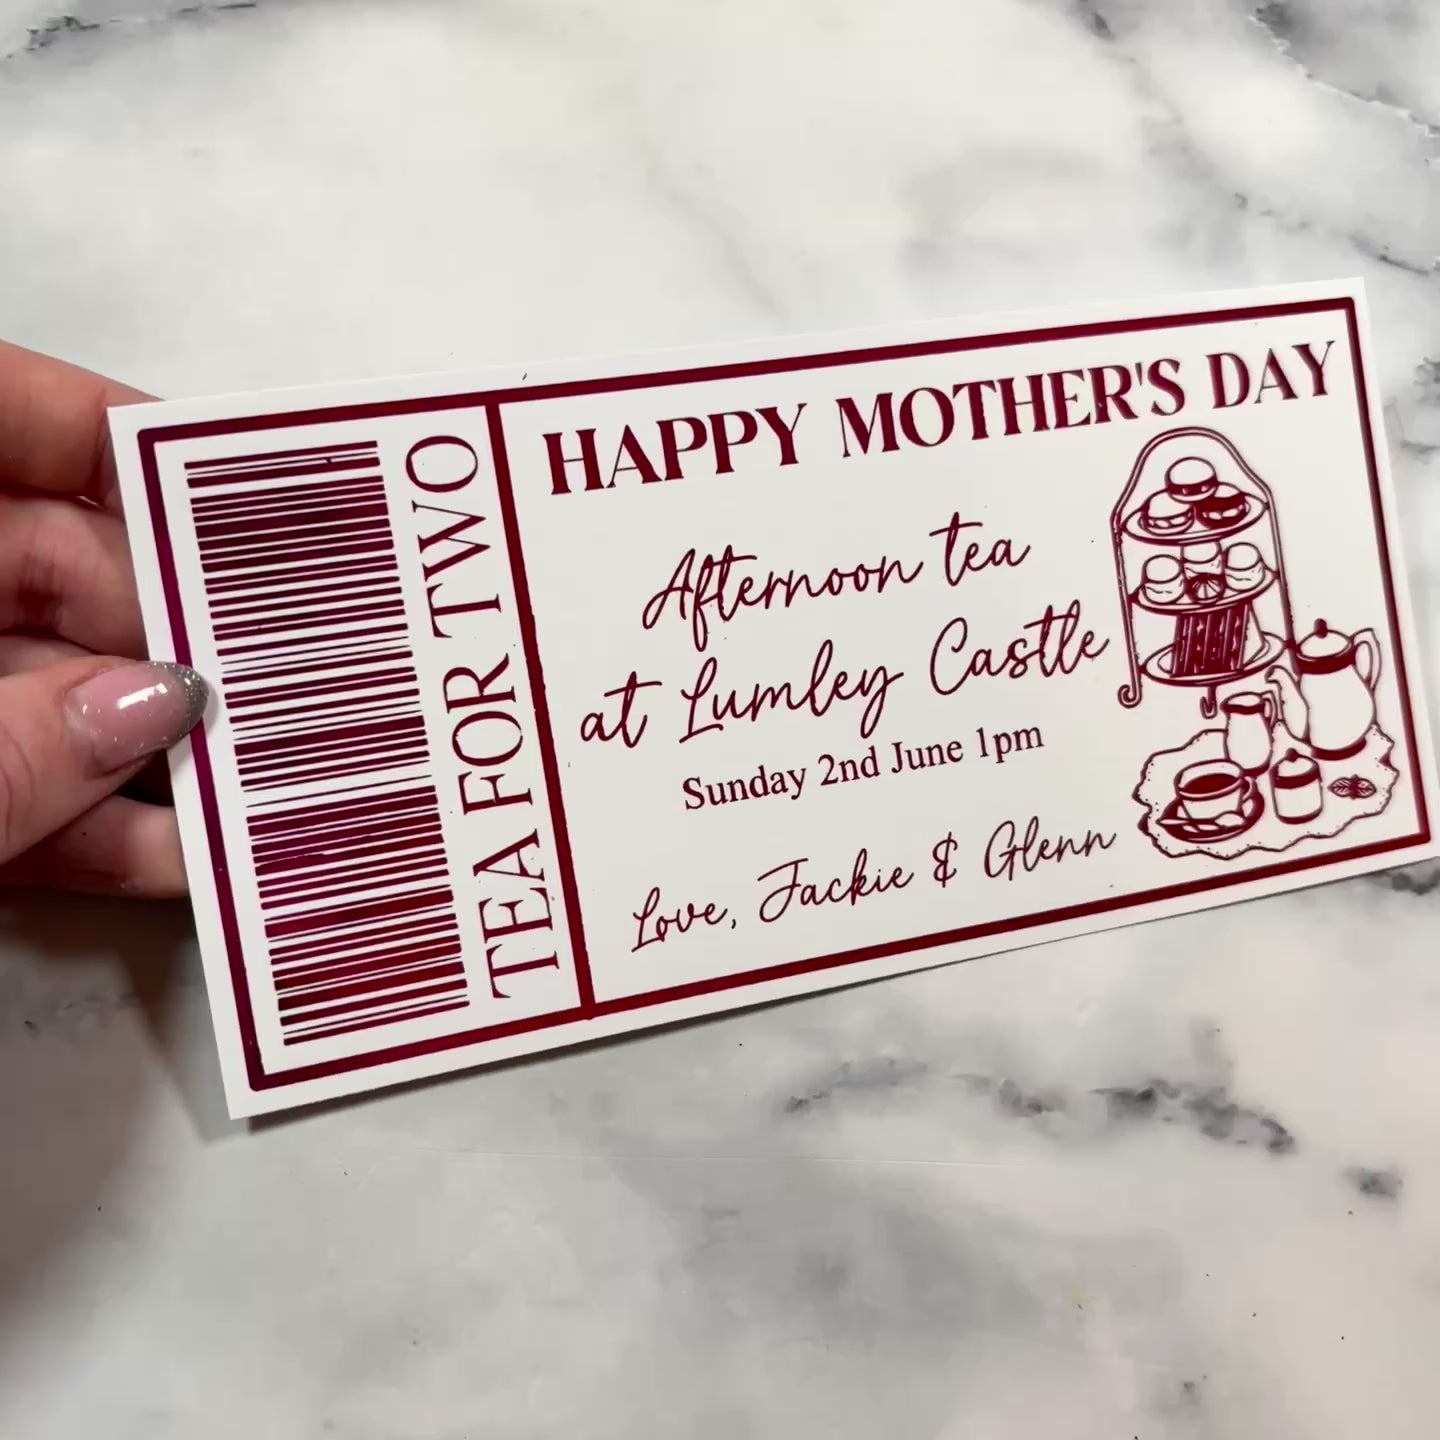 TEA FOR TWO
HAPPY MOTHER'S DAY
Afternoon tea
at Lumley Castle
Sunday 2nd June 1pm
Love, Jackie & Glenn